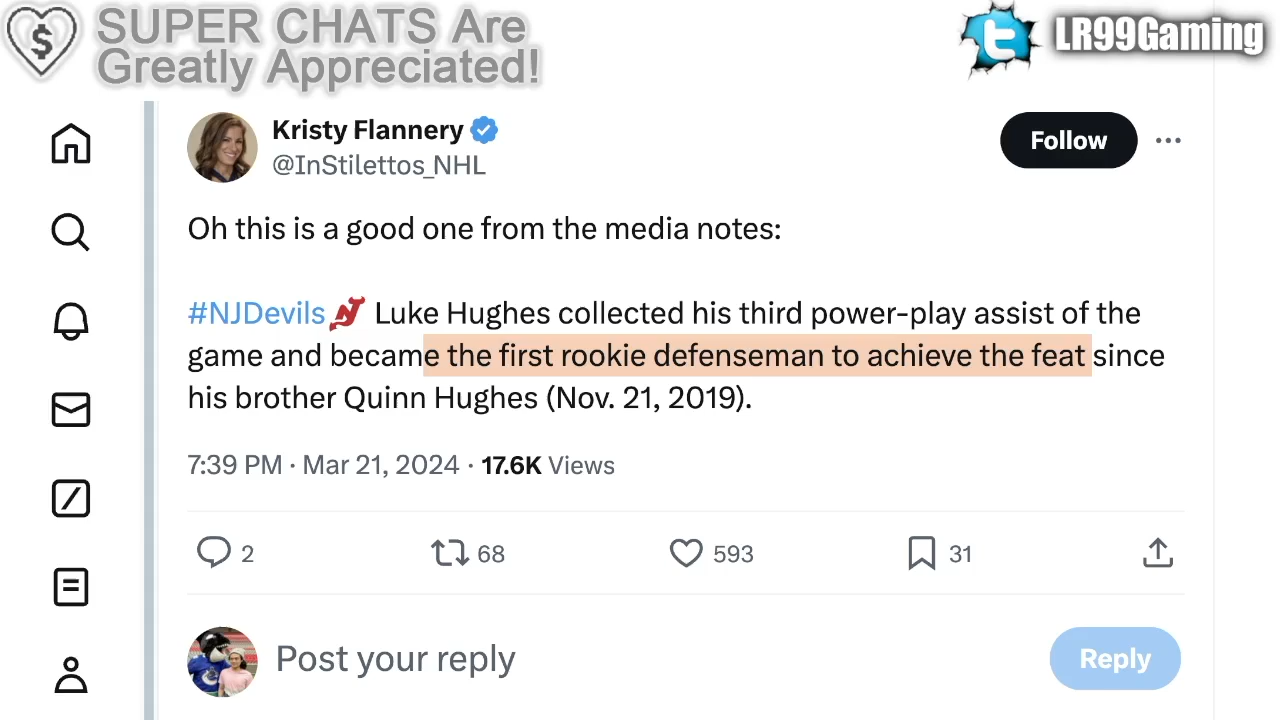 SUPER CHATS Are
Greatly Appreciated!
LR99Gaming
Kristy Flannery
@InStilettos_NHL
Follow
Oh this is a good one from the media notes:
#NJDevils Luke Hughes collected his third power-play assist of the
game and became the first rookie defenseman to achieve the feat since
his brother Quinn Hughes (Nov. 21, 2019).
7:39 PM · Mar 21, 2024 · 17.6K Views
2 68 593 31
Post your reply
Reply